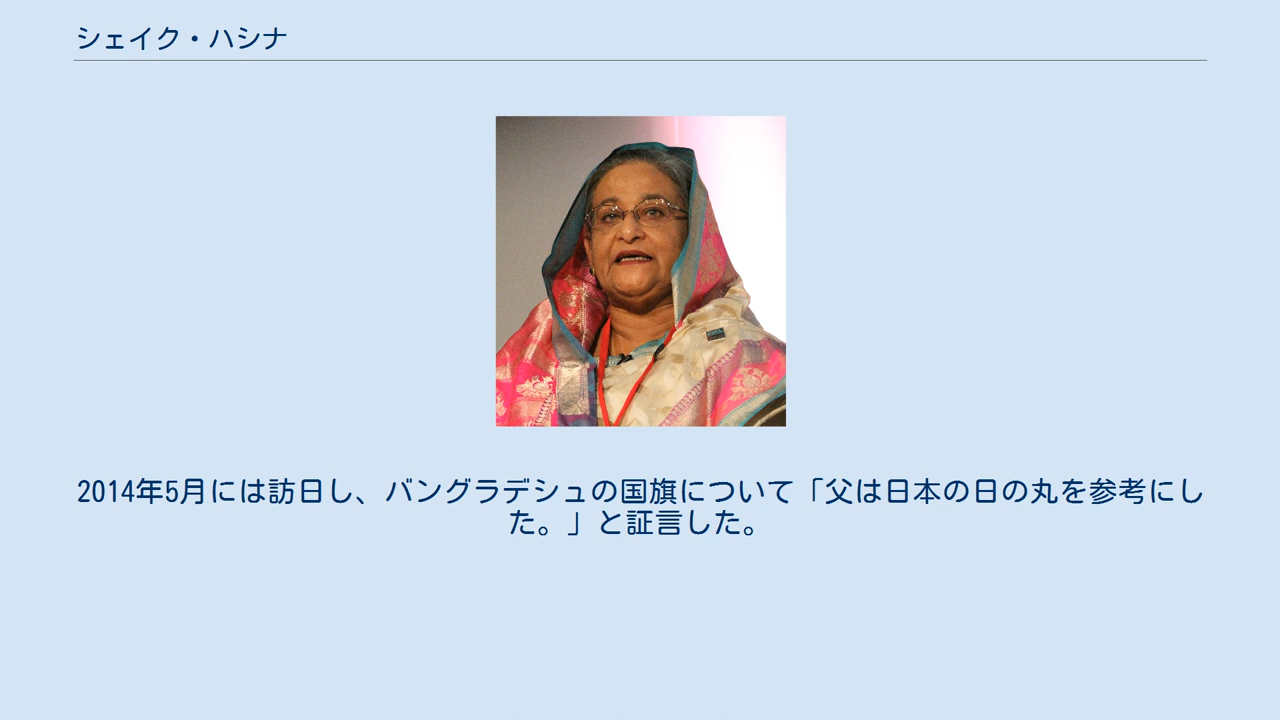 シェイク・ハシナ
2014年5月には訪日し、バングラデシュの国旗について「父は日本の日の丸を参考にし
た。」と証言した。